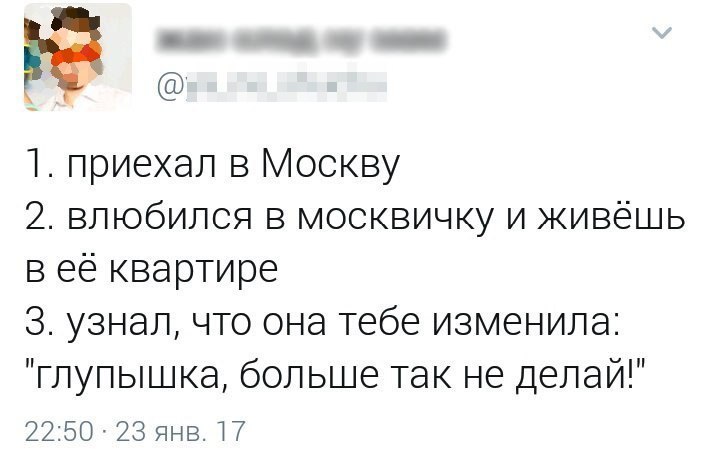 @
1. приехал в Москву
2. влюбился в москвичку и живёшь
в её квартире
3. узнал, что она тебе изменила:
"глупышка, больше так не делай!"
22:50 · 23 янв. 17